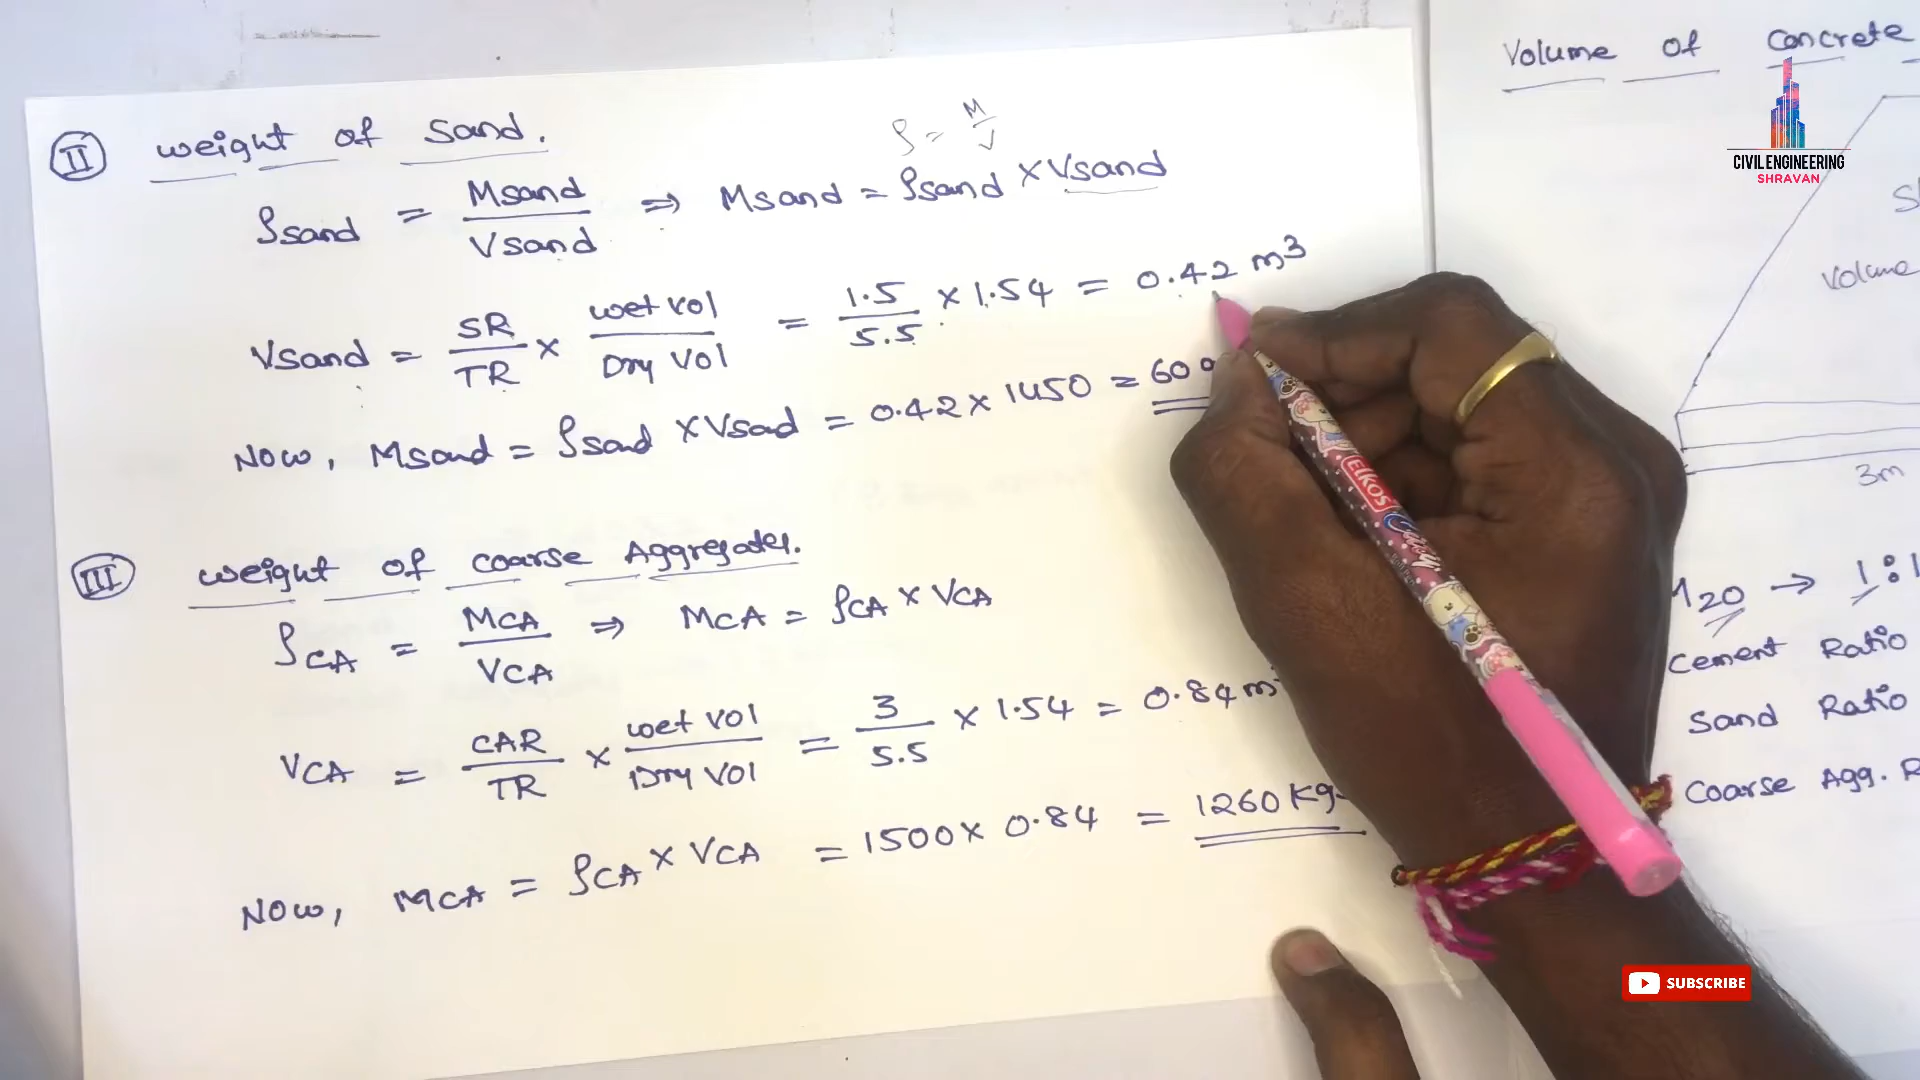 II Weight of Sand.
ρ = M/V
ρsand = Msand/Vsand ⇒ Msand = ρsand × Vsand
Vsand = SR/TR × wet vol/Dry Vol = 1.5/5.5 × 1.54 = 0.42 m³
Now, Msand = ρsand × Vsad = 0.42 × 1450 = 609
III Weight of coarse Aggregates.
ρCA = MCA/VCA ⇒ MCA = ρCA × VCA
VCA = CAR/TR × wet vol/Dry Vol = 3/5.5 × 1.54 = 0.84 m
Now, MCA = ρCA × VCA = 1500 × 0.84 = 1260 Kgs
Volume of Concrete
CIVIL ENGINEERING
SHRAVAN
Volume
3m
M20 → 1:1
Cement Ratio
Sand Ratio
Coarse Agg. R
Elkos
SUBSCRIBE